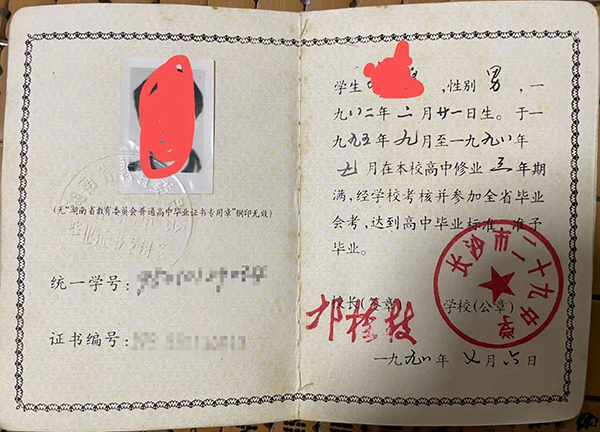 (无"湖南省教育委员会普通高中毕业证书专用章"钢印无效)
统一学号:
证书编号:
学生 ,性别 男 ,一
九八二年 二 月廿一日生。于一
九九五年 九 月至一九九八年
七 月在本校高中修业 三 年期
满,经学校考核并参加全省毕业
会考,达到高中毕业标准,准予
毕业。
校长(签章) 学校(公章)
长沙市二十九中学
一九九八年 七 月 六 日